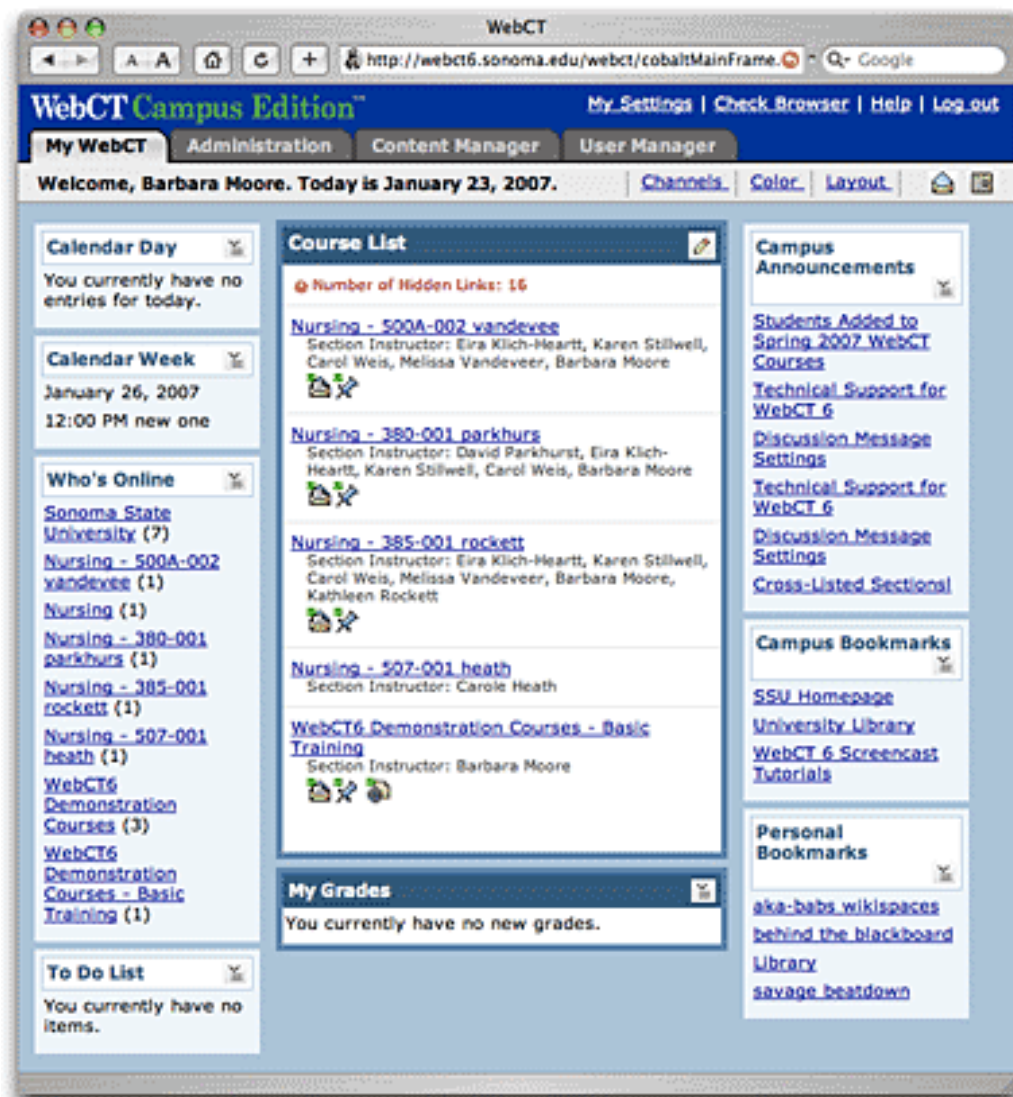 WebCT
A A
http://webct6.sonoma.edu/webct/cobaltMainFrame.
Google
WebCT Campus Edition™
My Settings | Check Browser | Help | Log out
My WebCT
Administration
Content Manager
User Manager
Welcome, Barbara Moore. Today is January 23, 2007.
Channels
Color
Layout
Calendar Day
You currently have no
entries for today.
Calendar Week
January 26, 2007
12:00 PM new one
Who's Online
Sonoma State
University (7)
Nursing - 500A-002
vandevee (1)
Nursing (1)
Nursing - 380-001
parkhurs (1)
Nursing - 385-001
rockett (1)
Nursing - 507-001
heath (1)
WebCT6
Demonstration
Courses (3)
WebCT6
Demonstration
Courses - Basic
Training (1)
To Do List
You currently have no
items.
Course List
Number of Hidden Links: 16
Nursing - 500A-002 vandevee
Section Instructor: Eira Klich-Heartt, Karen Stillwell,
Carol Weis, Melissa Vandeveer, Barbara Moore
Nursing - 380-001 parkhurs
Section Instructor: David Parkhurst, Eira Klich-
Heartt, Karen Stillwell, Carol Weis, Barbara Moore
Nursing - 385-001 rockett
Section Instructor: Eira Klich-Heartt, Karen Stillwell,
Carol Weis, Melissa Vandeveer, Barbara Moore,
Kathleen Rockett
Nursing - 507-001 heath
Section Instructor: Carole Heath
WebCT6 Demonstration Courses - Basic
Training
Section Instructor: Barbara Moore
My Grades
You currently have no new grades.
Campus
Announcements
Students Added to
Spring 2007 WebCT
Courses
Technical Support for
WebCT 6
Discussion Message
Settings
Technical Support for
WebCT 6
Discussion Message
Settings
Cross-Listed Sections!
Campus Bookmarks
SSU Homepage
University Library
WebCT 6 Screencast
Tutorials
Personal
Bookmarks
aka-babs wikispaces
behind the blackboard
Library
savage beatdown